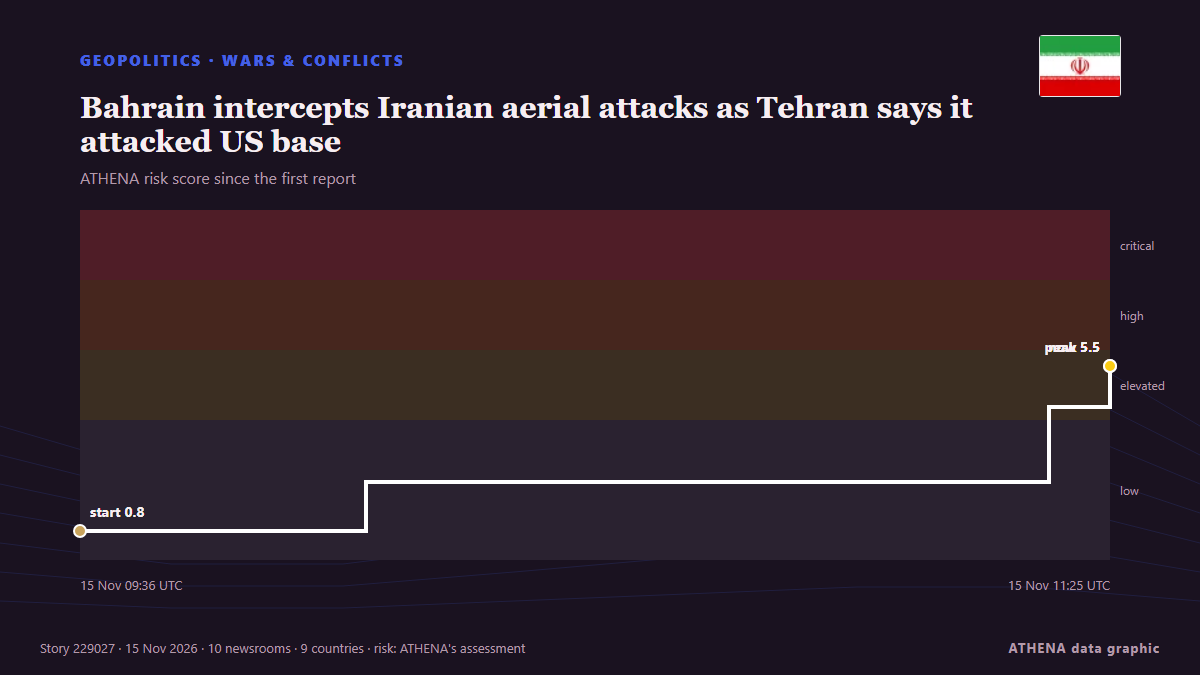 GEOPOLITICS · WARS & CONFLICTS
Bahrain intercepts Iranian aerial attacks as Tehran says it
attacked US base
ATHENA risk score since the first report
critical
high
peak 5.5
elevated
low
start 0.8
15 Nov 09:36 UTC
15 Nov 11:25 UTC
Story 229027 · 15 Nov 2026 · 10 newsrooms · 9 countries · risk: ATHENA's assessment
ATHENA data graphic